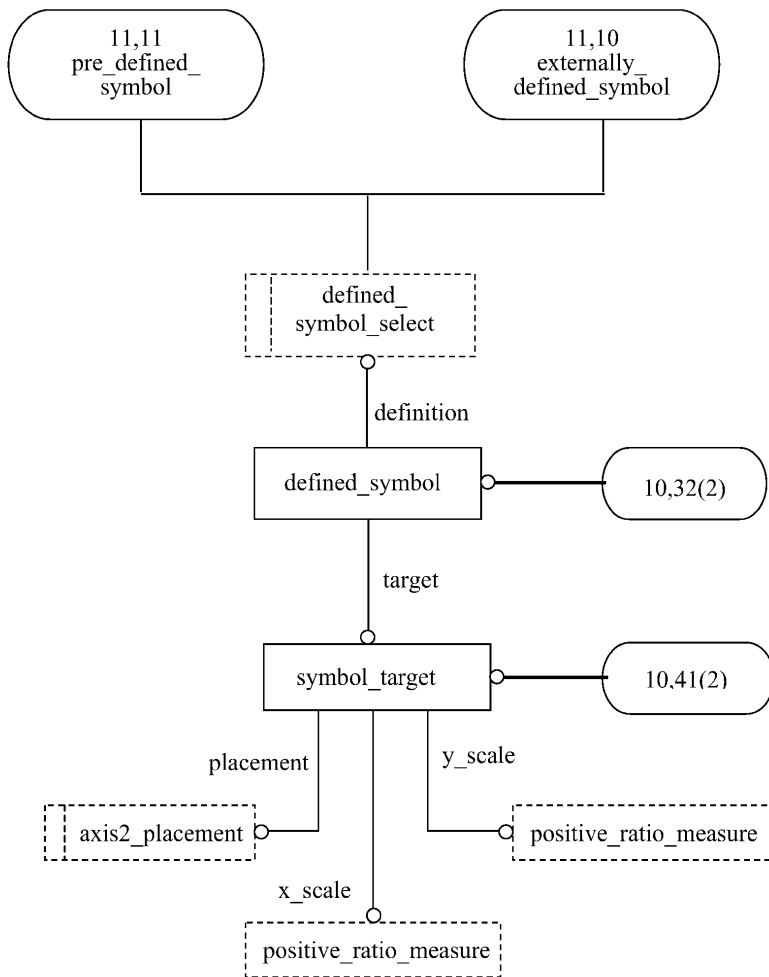 11,11
pre_defined_
symbol
11,10
externally_
defined_symbol
defined_
symbol_select
definition
defined_symbol
10,32(2)
target
symbol_target
10,41(2)
placement
y_scale
axis2_placement
positive_ratio_measure
x_scale
positive_ratio_measure